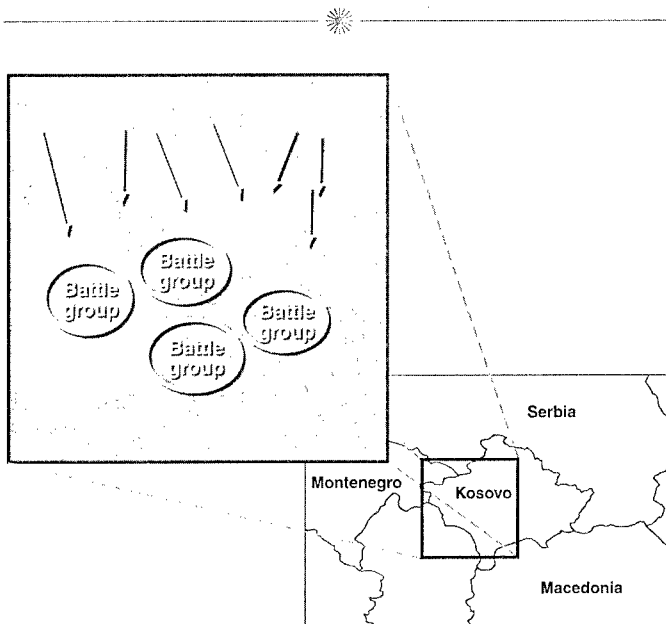 Battle
group
Battle
group
Battle
group
Battle
group
Serbia
Montenegro
Kosovo
Macedonia